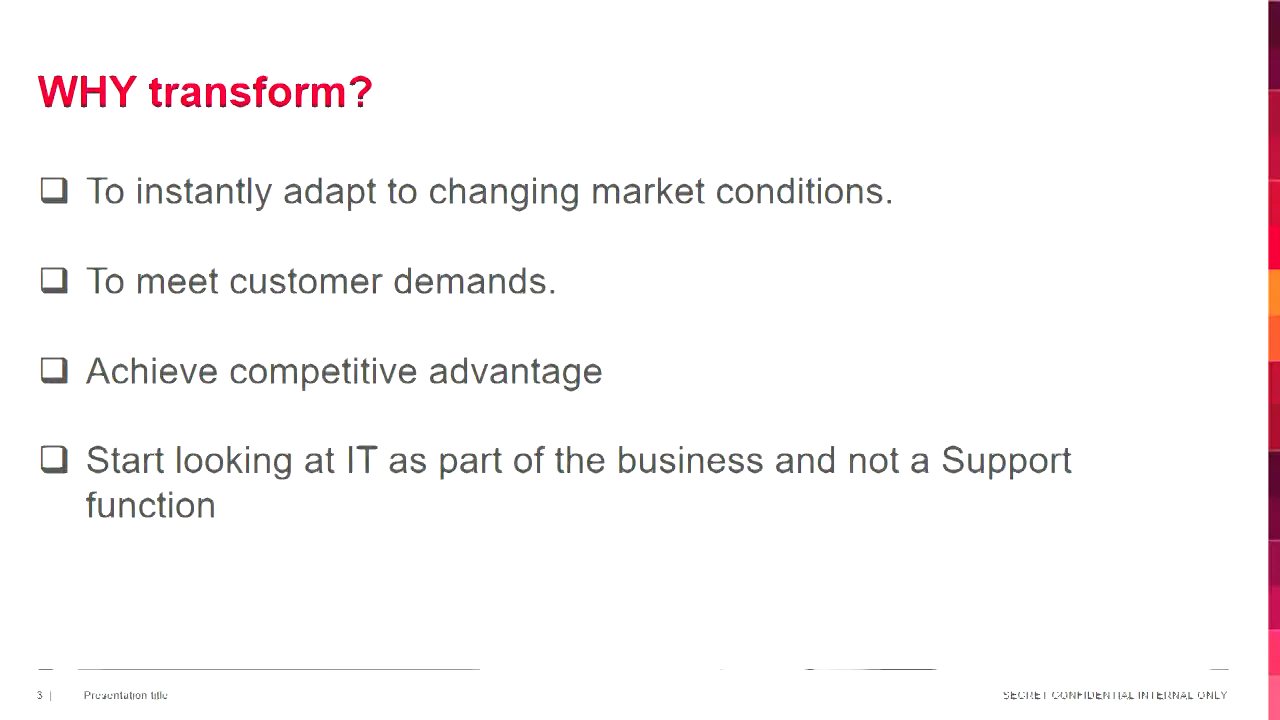 WHY transform?
❑ To instantly adapt to changing market conditions.
❑ To meet customer demands.
❑ Achieve competitive advantage
❑ Start looking at IT as part of the business and not a Support
function
3 | Presentation title
SECRET CONFIDENTIAL INTERNAL ONLY